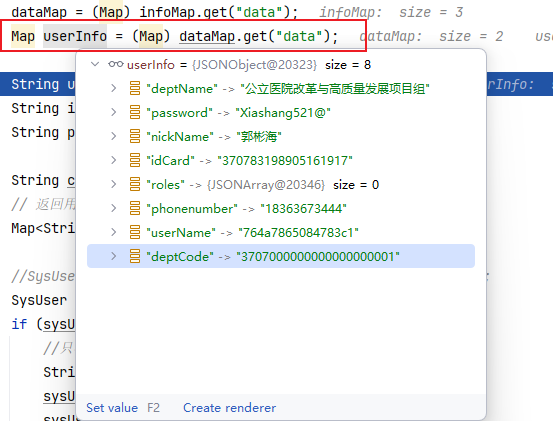 dataMap = (Map) infoMap.get("data");   infoMap:  size = 3
Map userInfo = (Map) dataMap.get("data");   dataMap:  size = 2    use
userInfo = {JSONObject@20323}  size = 8
String u
rInfo:  s
"deptName" -> "公立医院改革与高质量发展项目组"
String i
"password" -> "Xiashang521@"
String p
"nickName" -> "郭彬海"
"idCard" -> "370783198905161917"
String c
"roles" -> {JSONArray@20346}  size = 0
// 返回用
"phonenumber" -> "18363673444"
Map<Stri
"userName" -> "764a7865084783c1"
"deptCode" -> "3707000000000000000001"
//SysUse
SysUser
if (sysU
//只
Stri
sysU
Set value  F2    Create renderer
sysU